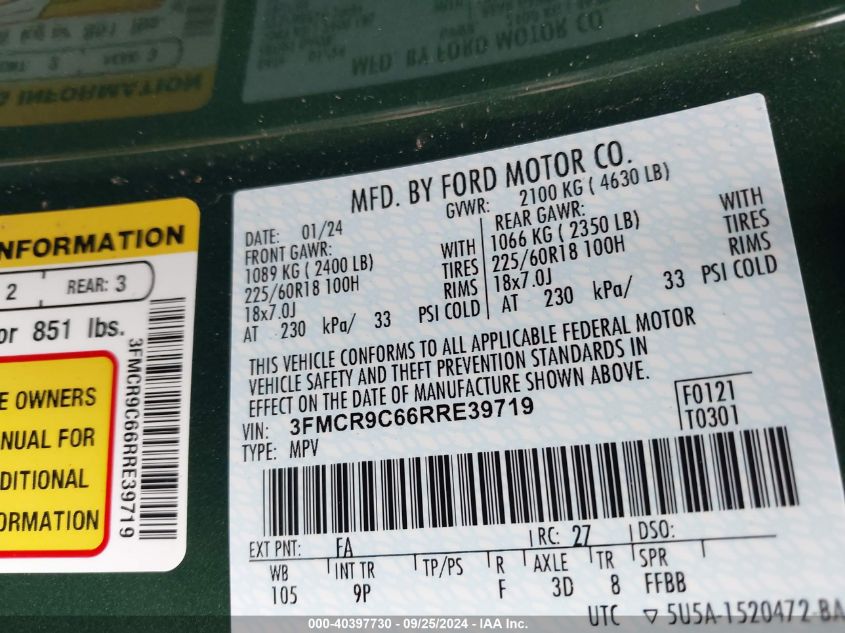 MFD. BY FORD MOTOR CO.
DATE: 01/24
GVWR: 2100 KG ( 4630 LB)
FRONT GAWR:
1089 KG ( 2400 LB) WITH
225/60R18 100H TIRES
18x7.0J RIMS
AT 230 kPa/ 33 PSI COLD
REAR GAWR: WITH
1066 KG ( 2350 LB) TIRES
225/60R18 100H RIMS
18x7.0J
AT 230 kPa/ 33 PSI COLD
THIS VEHICLE CONFORMS TO ALL APPLICABLE FEDERAL MOTOR
VEHICLE SAFETY AND THEFT PREVENTION STANDARDS IN
EFFECT ON THE DATE OF MANUFACTURE SHOWN ABOVE.
VIN: 3FMCR9C66RRE39719
TYPE: MPV
F0121
T0301
EXT PNT: FA RC: 27 DSO:
WB INT TR TP/PS R AXLE TR SPR
105 9P F 3D 8 FFBB
UTC ▽ 5U5A-1520472-BA
NFORMATION
2 REAR: 3
or 851 lbs.
E OWNERS
NUAL FOR
DITIONAL
ORMATION
3FMCR9C66RRE39719
000-40397730 - 09/25/2024 - IAA Inc.